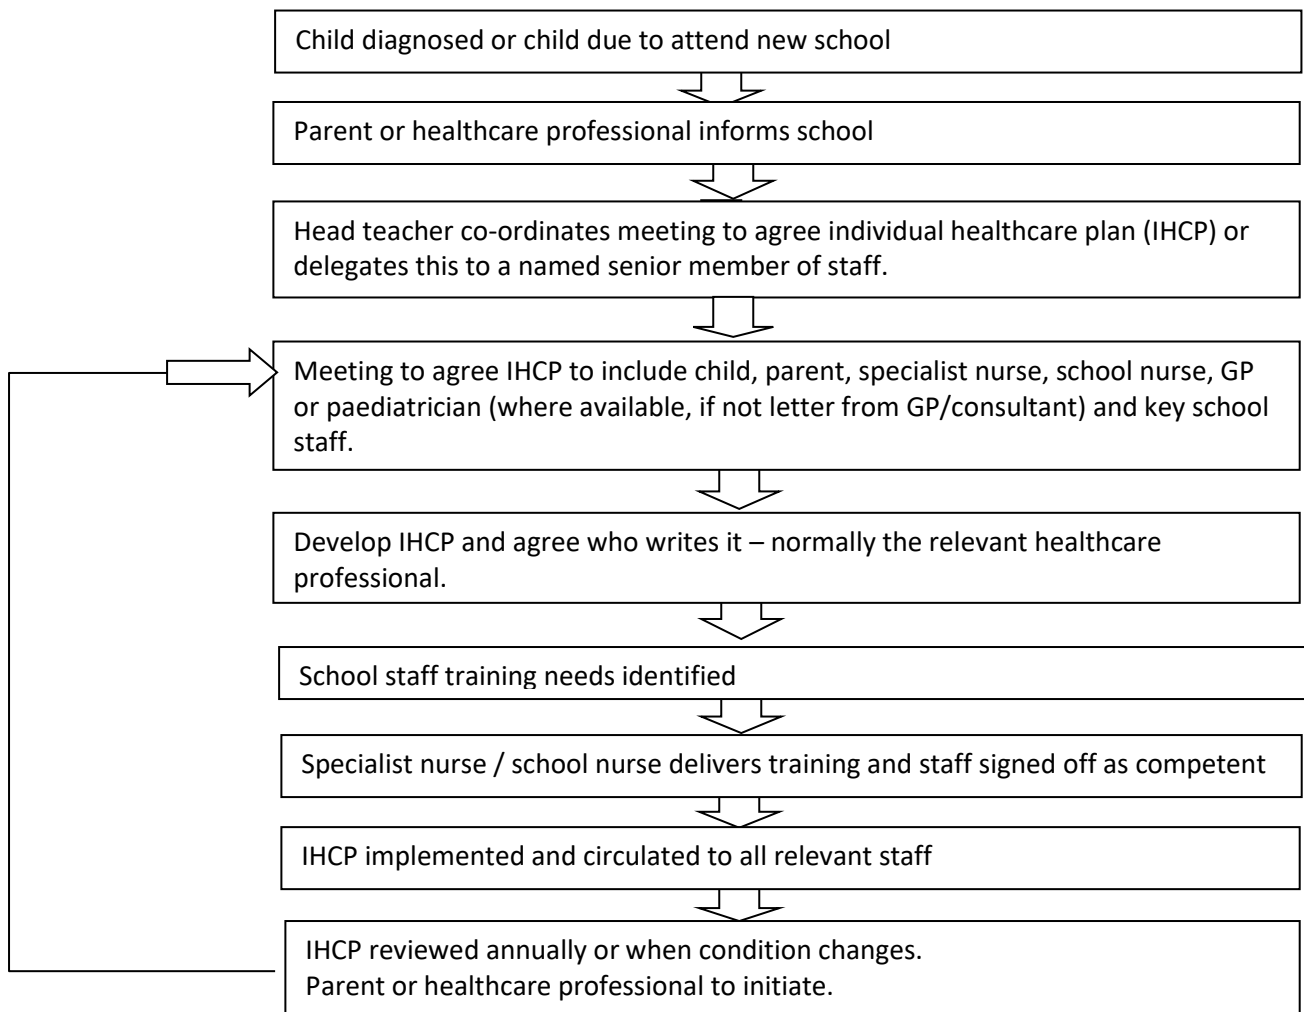 Child diagnosed or child due to attend new school
Parent or healthcare professional informs school
Head teacher co-ordinates meeting to agree individual healthcare plan (IHCP) or
delegates this to a named senior member of staff.
Meeting to agree IHCP to include child, parent, specialist nurse, school nurse, GP
or paediatrician (where available, if not letter from GP/consultant) and key school
staff.
Develop IHCP and agree who writes it – normally the relevant healthcare
professional.
School staff training needs identified
Specialist nurse / school nurse delivers training and staff signed off as competent
IHCP implemented and circulated to all relevant staff
IHCP reviewed annually or when condition changes.
Parent or healthcare professional to initiate.